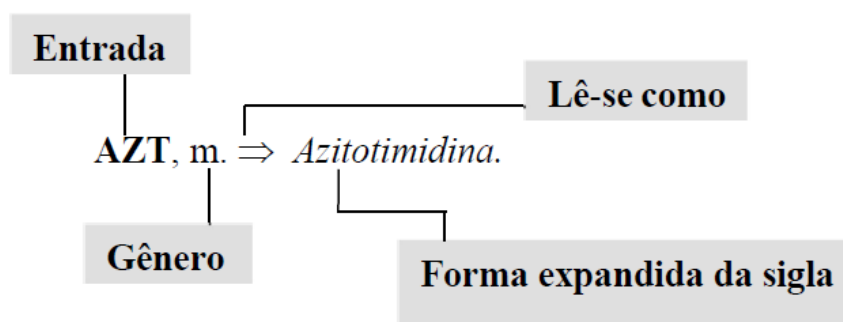 Entrada
Lê-se como
AZT, m. ⇒ Azitotimidina.
Gênero
Forma expandida da sigla